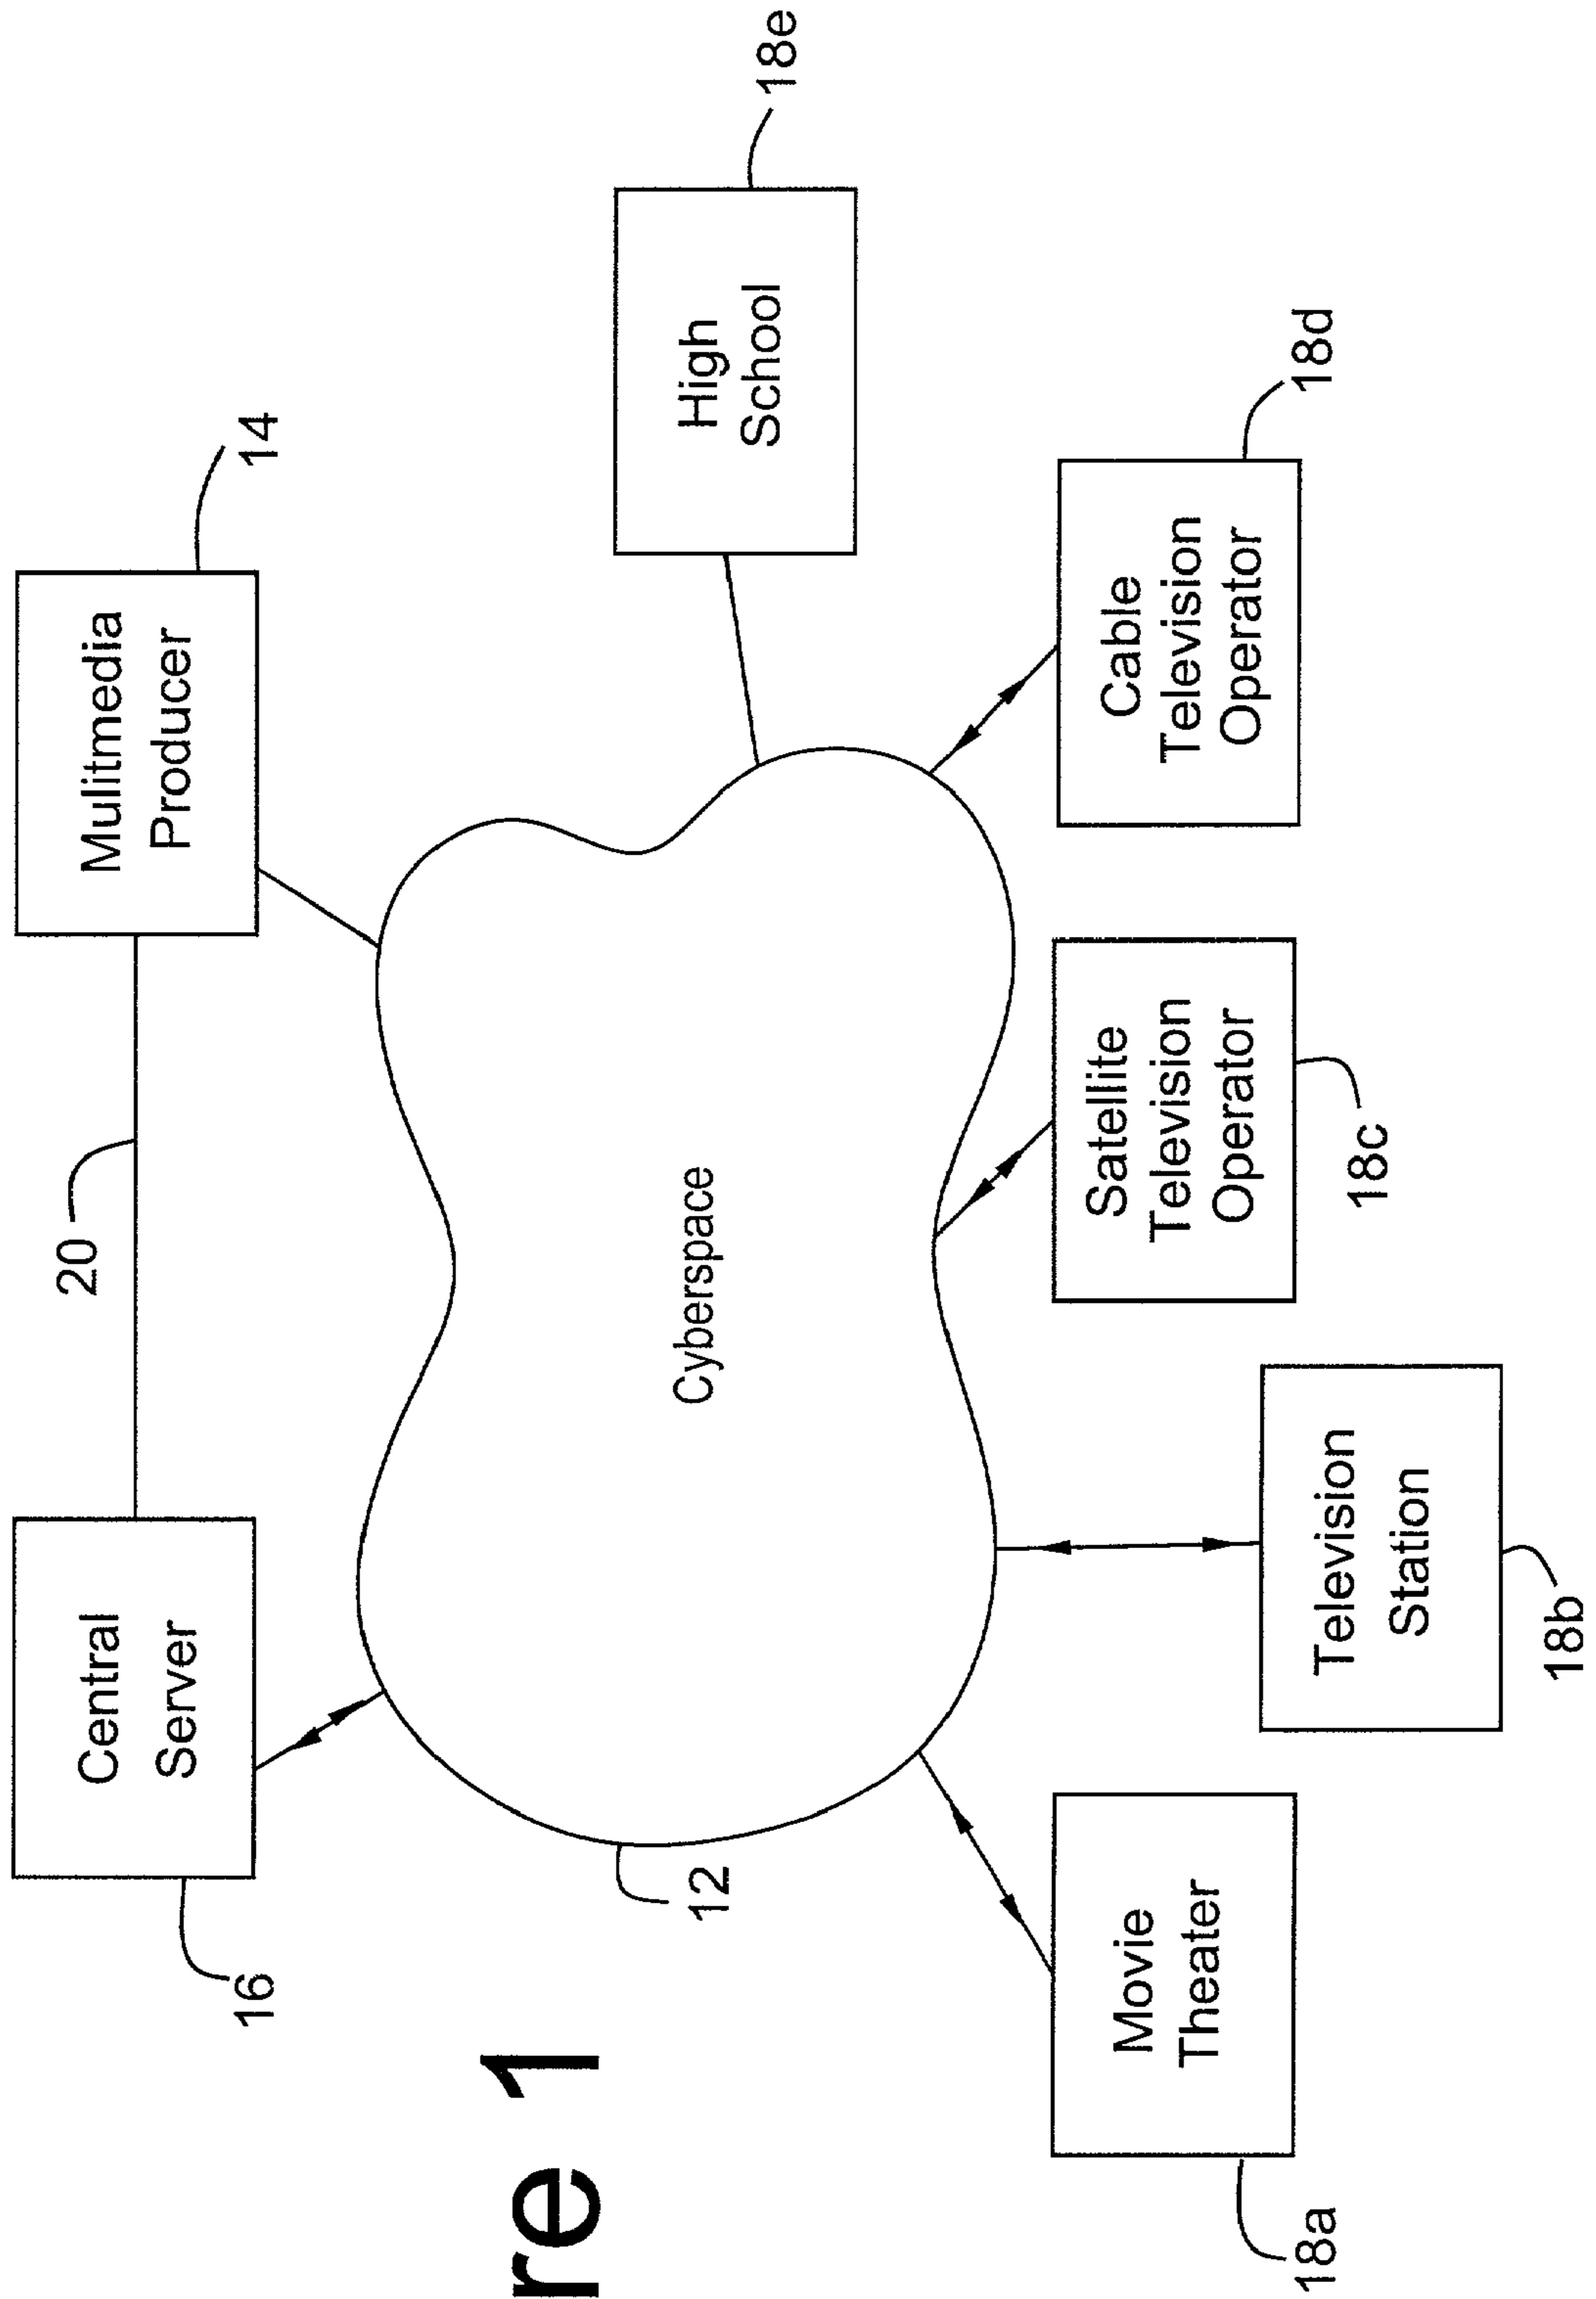 Central
Server
16
20
Mulitmedia
Producer
14
Cyberspace
12
High
School
18e
re 1
Movie
Theater
18a
Television
Station
18b
Satellite
Television
Operator
18c
Cable
Television
Operator
18d